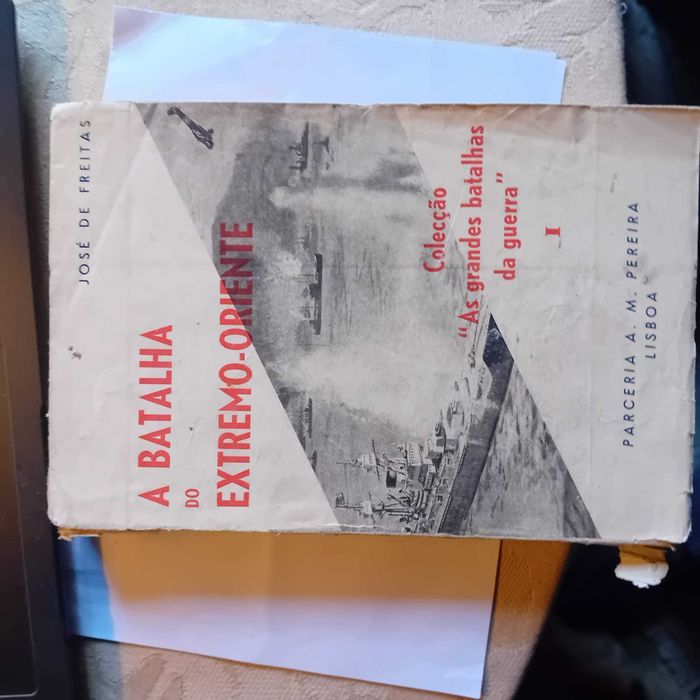 JOSÉ DE FREITAS
A BATALHA
DO
EXTREMO-ORIENTE
Colecção
"As grandes batalhas
da guerra"
I
PARCERIA A. M. PEREIRA
LISBOA